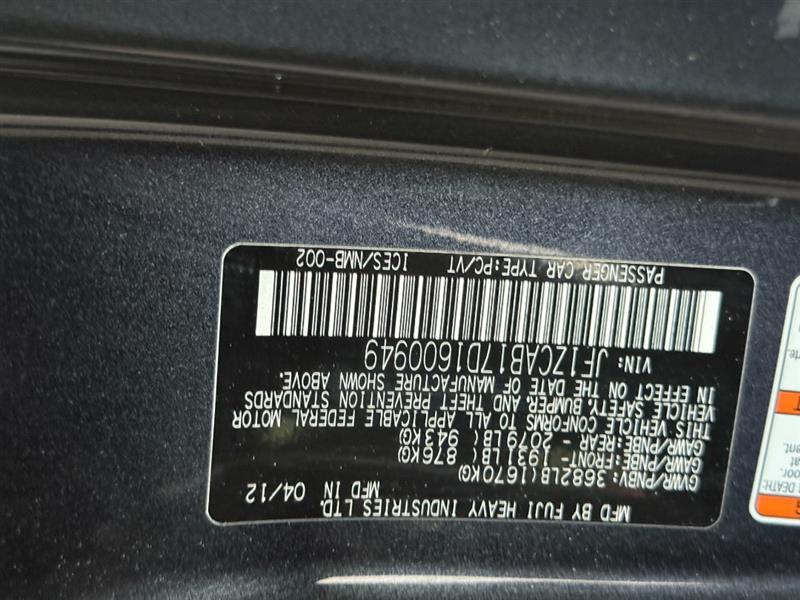 MFD BY FUJI HEAVY INDUSTRIES LTD.
MFD IN 04/12
GVWR/PNBV: 3682LB(1670KG)
GAWR/PNBE:FRONT- 1931LB( 876KG)
GAWR/PNBE:REAR - 2079LB( 943KG)
THIS VEHICLE CONFORMS TO ALL APPLICABLE FEDERAL MOTOR
VEHICLE SAFETY, BUMPER, AND THEFT PREVENTION STANDARDS
IN EFFECT ON THE DATE OF MANUFACTURE SHOWN ABOVE.
VIN: JF1ZCAB17D1600949
PASSENGER CAR TYPE:PC/VT ICES/NMB-002
DEATH: